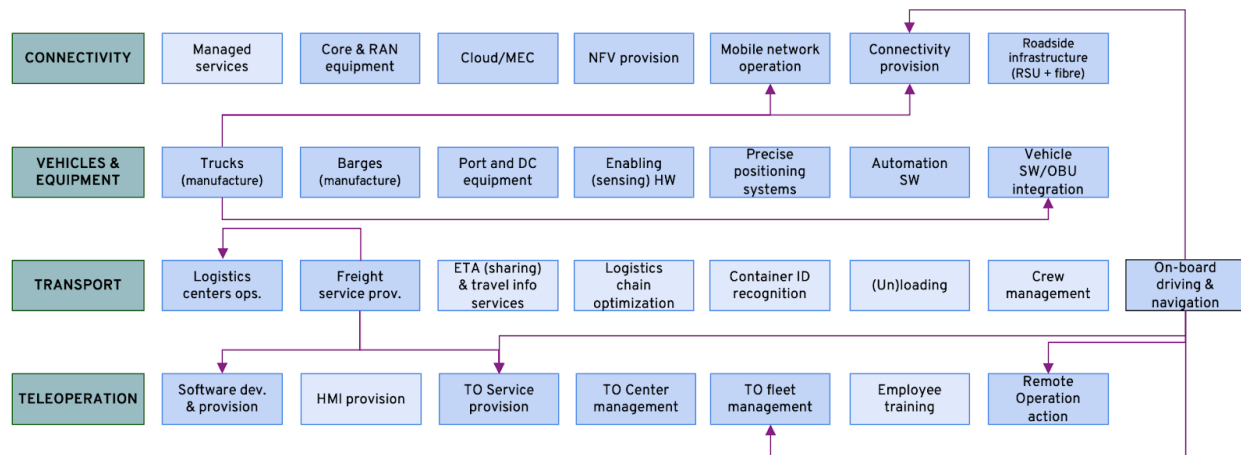 CONNECTIVITY
Managed
services
Core & RAN
equipment
Cloud/MEC
NFV provision
Mobile network
operation
Connectivity
provision
Roadside
infrastructure
(RSU + fibre)
VEHICLES &
EQUIPMENT
Trucks
(manufacture)
Barges
(manufacture)
Port and DC
equipment
Enabling
(sensing) HW
Precise
positioning
systems
Automation
SW
Vehicle
SW/OBU
integration
TRANSPORT
Logistics
centers ops.
Freight
service prov.
ETA (sharing)
& travel info
services
Logistics
chain
optimization
Container ID
recognition
(Un)loading
Crew
management
On-board
driving &
navigation
TELEOPERATION
Software dev.
& provision
HMI provision
TO Service
provision
TO Center
management
TO fleet
management
Employee
training
Remote
Operation
action